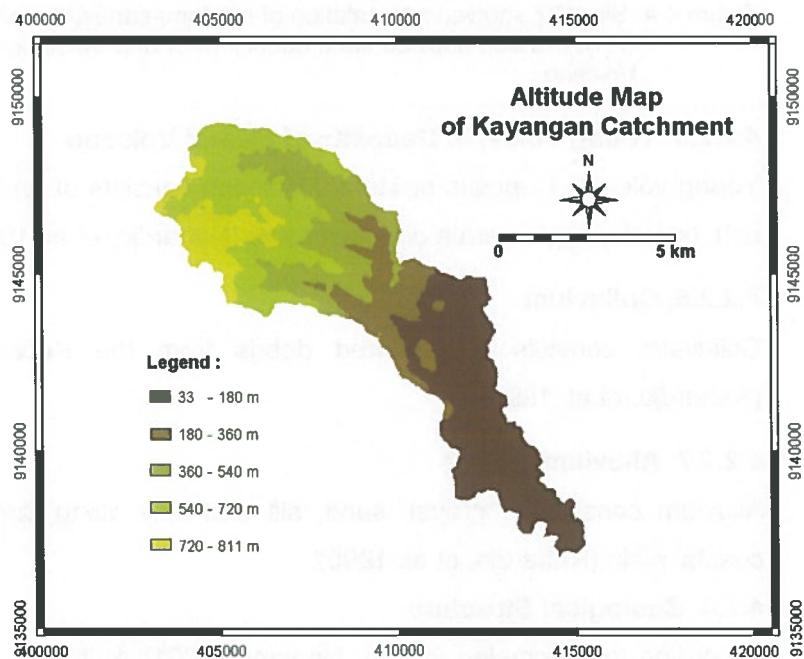 400000 405000 410000 415000 420000
Altitude Map
of Kayangan Catchment
N
0 5 km
Legend :
33 - 180 m
180 - 360 m
360 - 540 m
540 - 720 m
720 - 811 m
9150000
9145000
9140000
9135000
9150000
9145000
9140000
9135000
400000 405000 410000 415000 420000